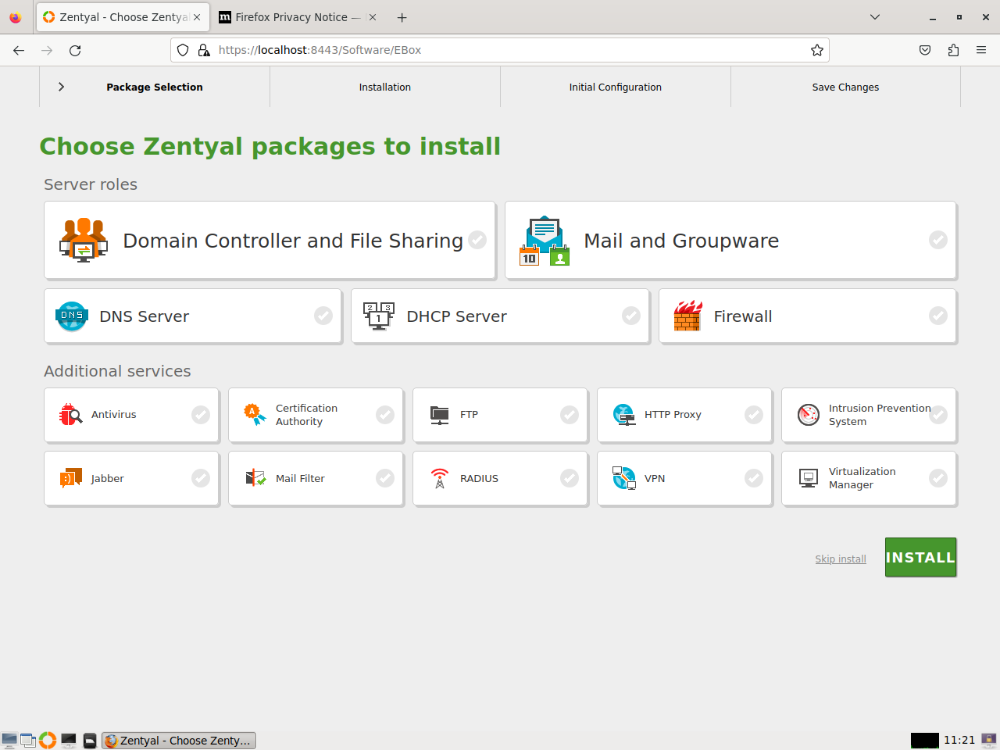 Zentyal - Choose Zentya
Firefox Privacy Notice —
https://localhost:8443/Software/EBox
Package Selection
Installation
Initial Configuration
Save Changes
Choose Zentyal packages to install
Server roles
Domain Controller and File Sharing
10
Mail and Groupware
DNS
DNS Server
2 3
1
DHCP Server
Firewall
Additional services
Antivirus
A
Certification
Authority
FTP
HTTP Proxy
Intrusion Prevention
System
:)
Jabber
Mail Filter
RADIUS
VPN
Virtualization
Manager
Skip install
INSTALL
Zentyal - Choose Zenty...
11:21